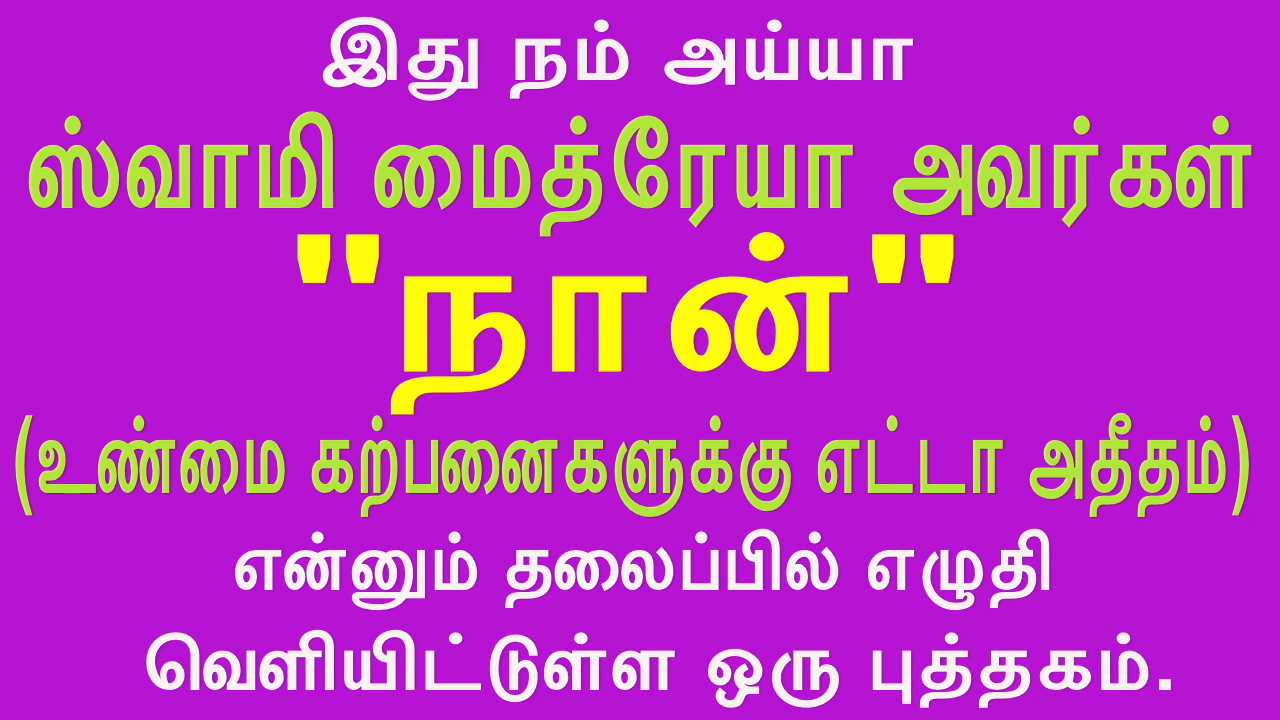 இது நம் அய்யா
ஸ்வாமி மைத்ரேயா அவர்கள்
"நான்"
(உண்மை கற்பனைகளுக்கு எட்டா அதீதம்)
என்னும் தலைப்பில் எழுதி
வெளியிட்டுள்ள ஒரு புத்தகம்.